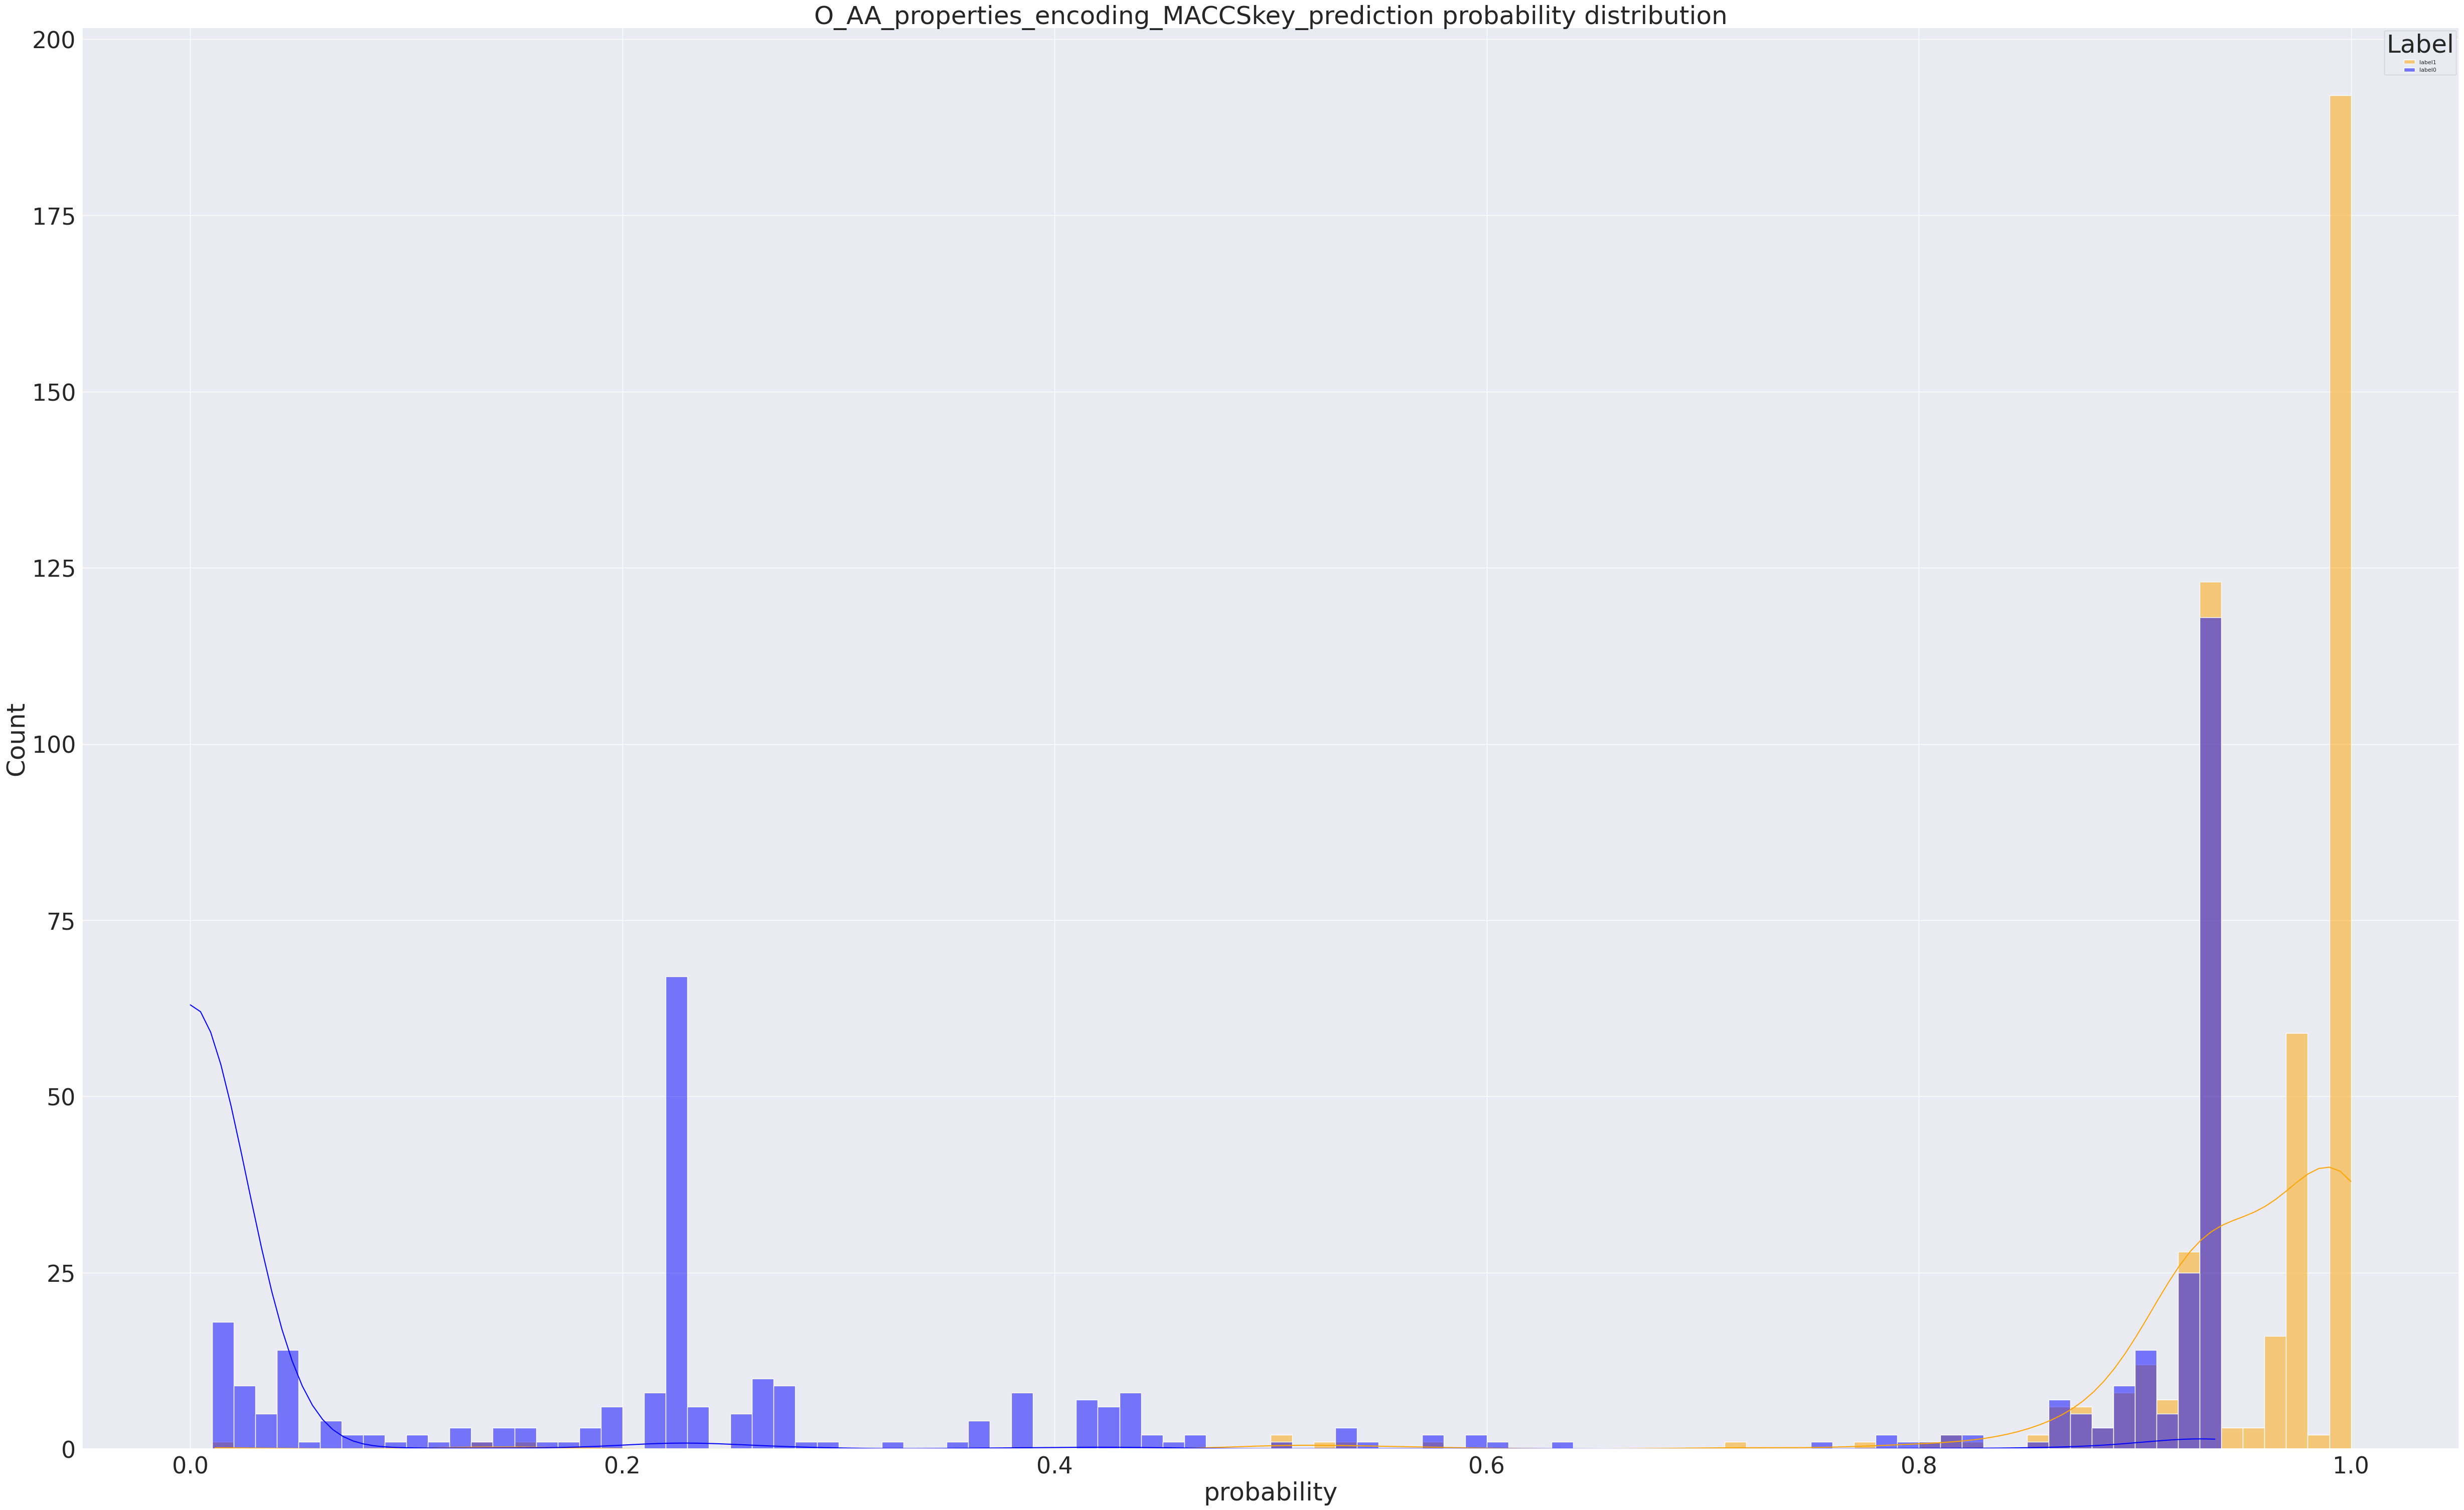 O_AA_properties_encoding_MACCSkey_prediction probability distribution
Label
label1
label0
200
175
150
125
100
75
50
25
0
Count
0.0 0.2 0.4 0.6 0.8 1.0
probability